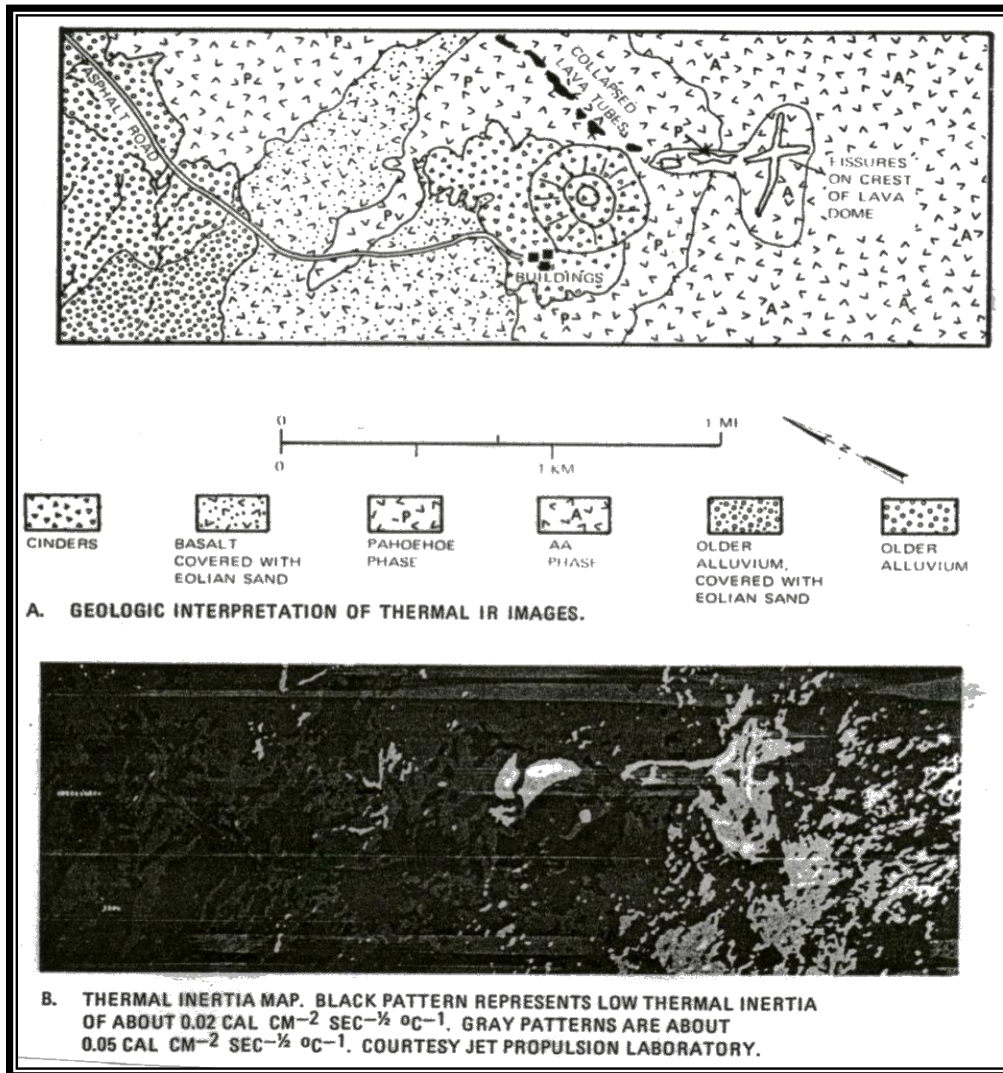 P
P
P
COLLAPSED
LAVA TUBES
A
A
ASPHALT ROAD
P
FISSURES
ON CREST
OF LAVA
DOME
A
P
A
P
BUILDINGS
P
A
A
0
1 MI
0
1 KM
N
P
A
CINDERS
BASALT
COVERED WITH
EOLIAN SAND
PAHOEHOE
PHASE
AA
PHASE
OLDER
ALLUVIUM,
COVERED WITH
EOLIAN SAND
OLDER
ALLUVIUM
A. GEOLOGIC INTERPRETATION OF THERMAL IR IMAGES.
B. THERMAL INERTIA MAP. BLACK PATTERN REPRESENTS LOW THERMAL INERTIA
OF ABOUT 0.02 CAL CM⁻² SEC⁻½ ºC⁻¹. GRAY PATTERNS ARE ABOUT
0.05 CAL CM⁻² SEC⁻½ ºC⁻¹. COURTESY JET PROPULSION LABORATORY.